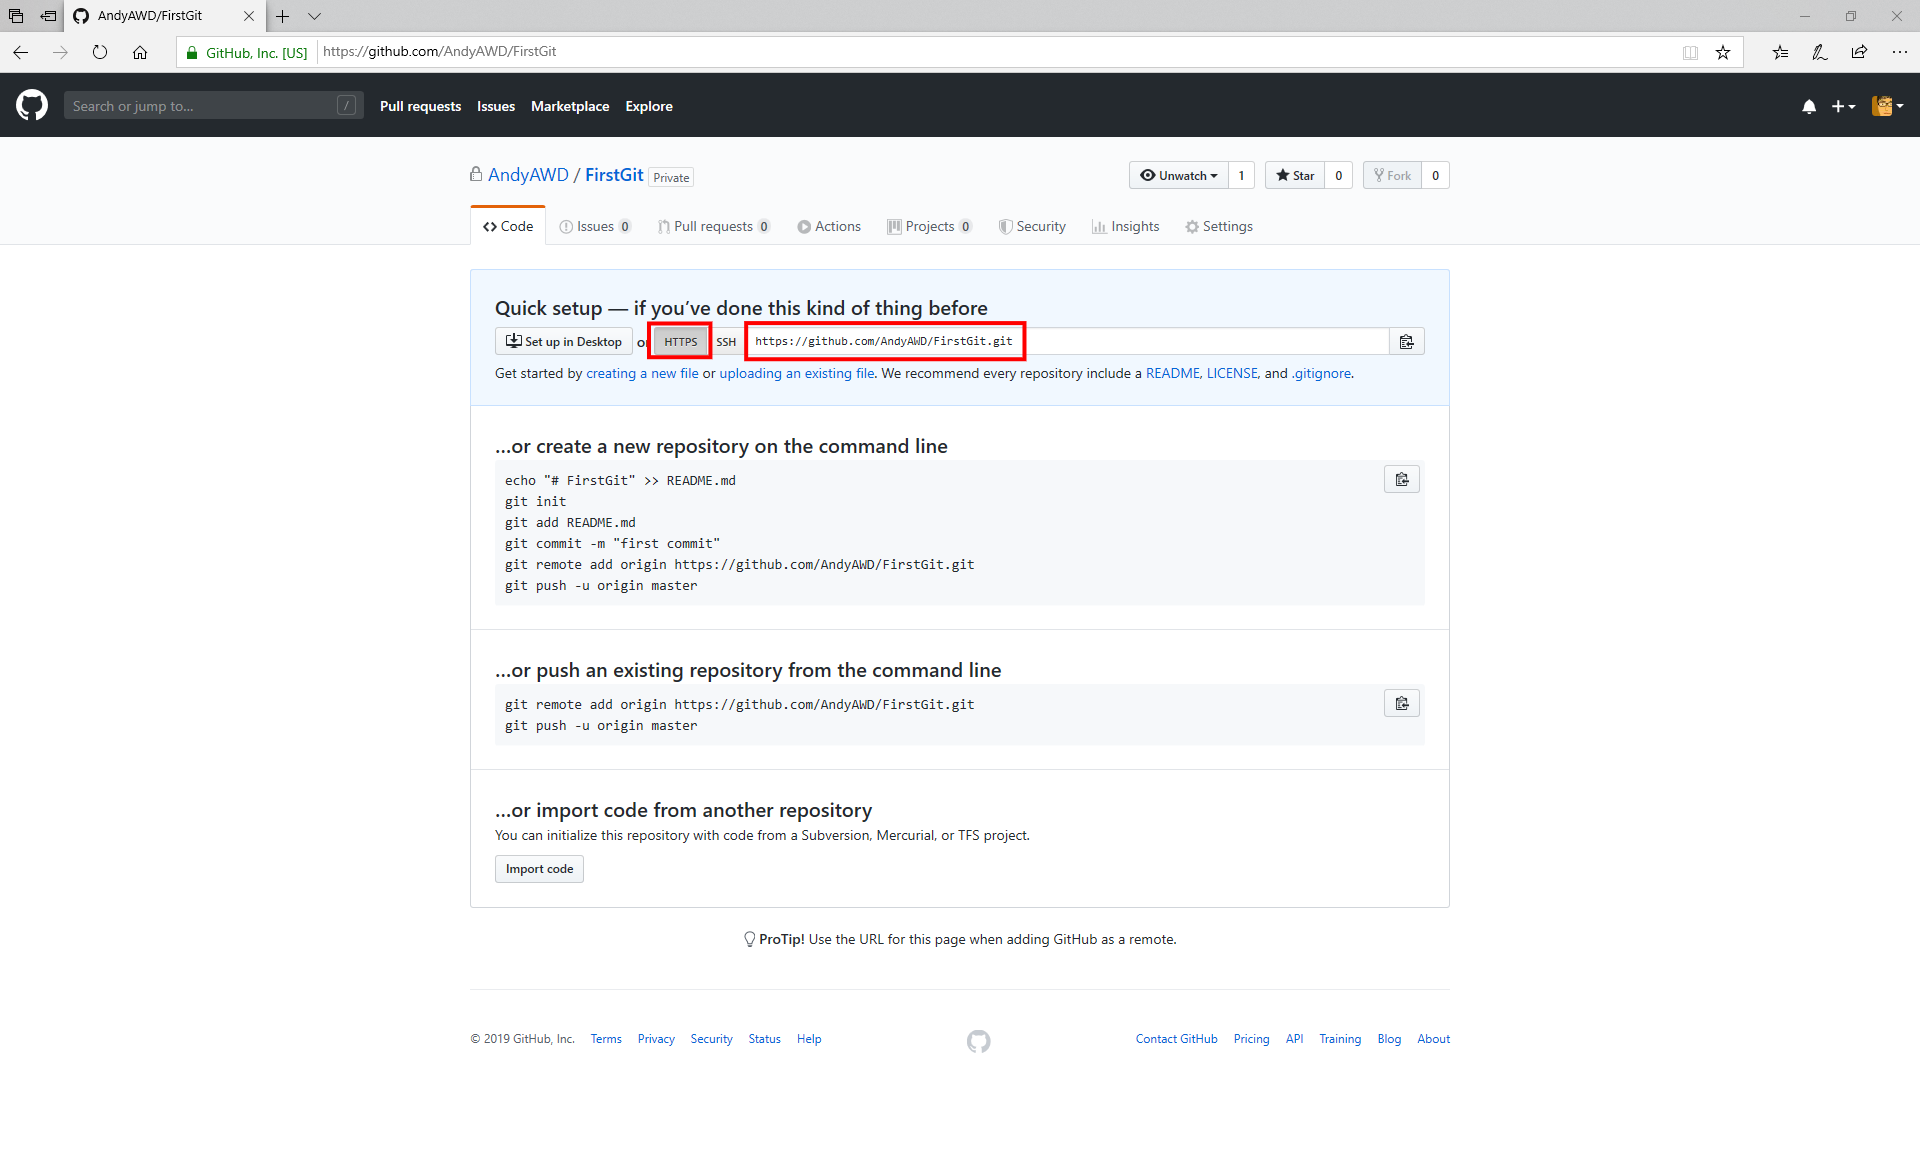 AndyAWD/FirstGit
GitHub, Inc. [US] https://github.com/AndyAWD/FirstGit
Search or jump to... / Pull requests Issues Marketplace Explore
AndyAWD / FirstGit Private Unwatch 1 Star 0 Fork 0
Code Issues 0 Pull requests 0 Actions Projects 0 Security Insights Settings
Quick setup — if you’ve done this kind of thing before
Set up in Desktop or HTTPS SSH https://github.com/AndyAWD/FirstGit.git
Get started by creating a new file or uploading an existing file. We recommend every repository include a README, LICENSE, and .gitignore.
…or create a new repository on the command line
echo "# FirstGit" >> README.md
git init
git add README.md
git commit -m "first commit"
git remote add origin https://github.com/AndyAWD/FirstGit.git
git push -u origin master
…or push an existing repository from the command line
git remote add origin https://github.com/AndyAWD/FirstGit.git
git push -u origin master
…or import code from another repository
You can initialize this repository with code from a Subversion, Mercurial, or TFS project.
Import code
ProTip! Use the URL for this page when adding GitHub as a remote.
© 2019 GitHub, Inc. Terms Privacy Security Status Help Contact GitHub Pricing API Training Blog About